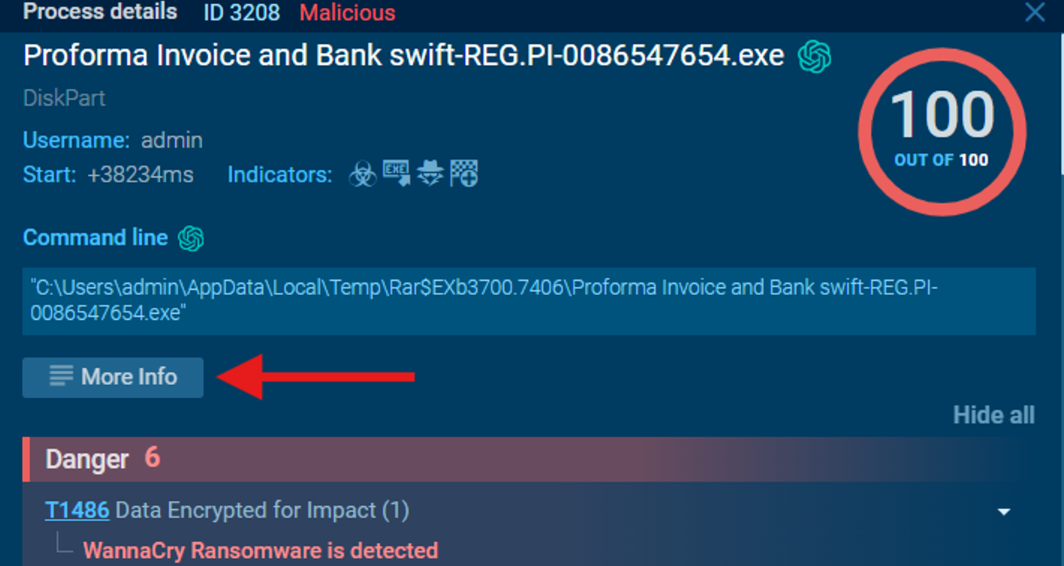 Process details ID 3208 Malicious
Proforma Invoice and Bank swift-REG.PI-0086547654.exe
DiskPart
100
OUT OF 100
Username: admin
Start: +38234ms Indicators: EXE
Command line
"C:\Users\admin\AppData\Local\Temp\Rar$EXb3700.7406\Proforma Invoice and Bank swift-REG.PI-
0086547654.exe"
More Info
Hide all
Danger 6
T1486 Data Encrypted for Impact (1)
WannaCry Ransomware is detected